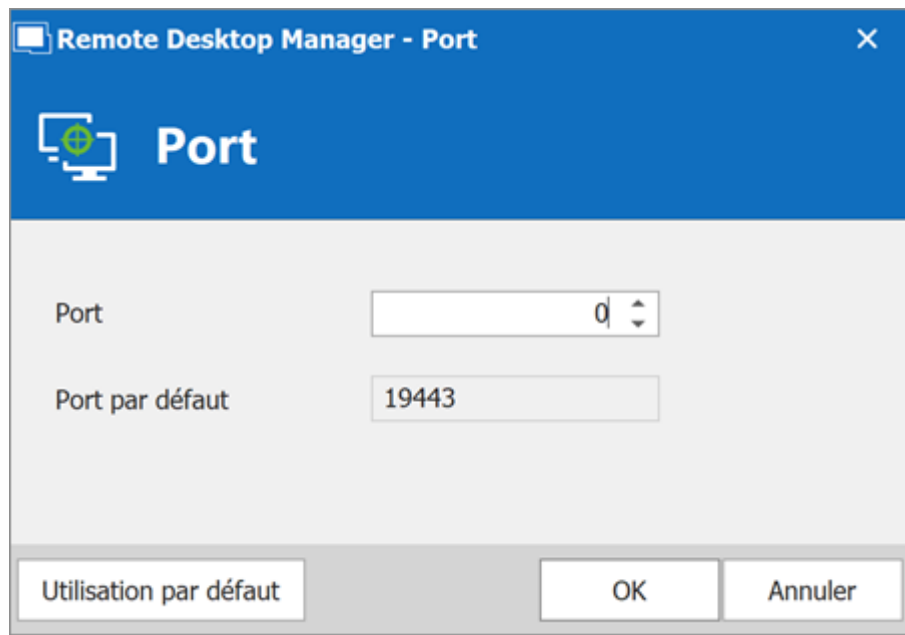 Remote Desktop Manager - Port
Port
Port 0
Port par défaut 19443
Utilisation par défaut OK Annuler